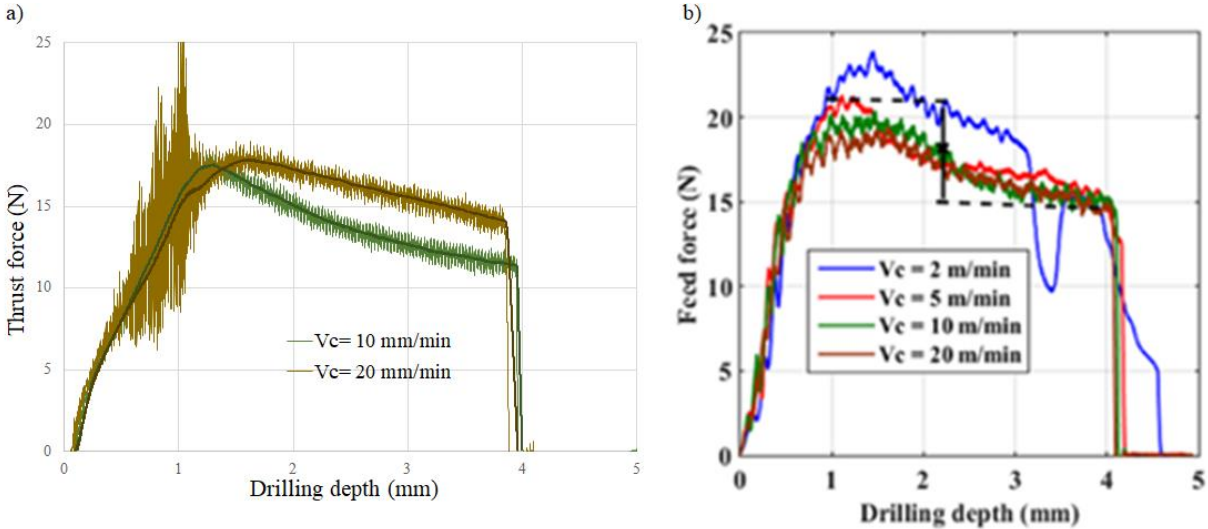 a)
25
20
15
10
5
0
Thrust force (N)
Vc= 10 mm/min
Vc= 20 mm/min
0 1 2 3 4 5
Drilling depth (mm)
b)
25
20
15
10
5
0
Feed force (N)
Vc = 2 m/min
Vc = 5 m/min
Vc = 10 m/min
Vc = 20 m/min
0 1 2 3 4 5
Drilling depth (mm)